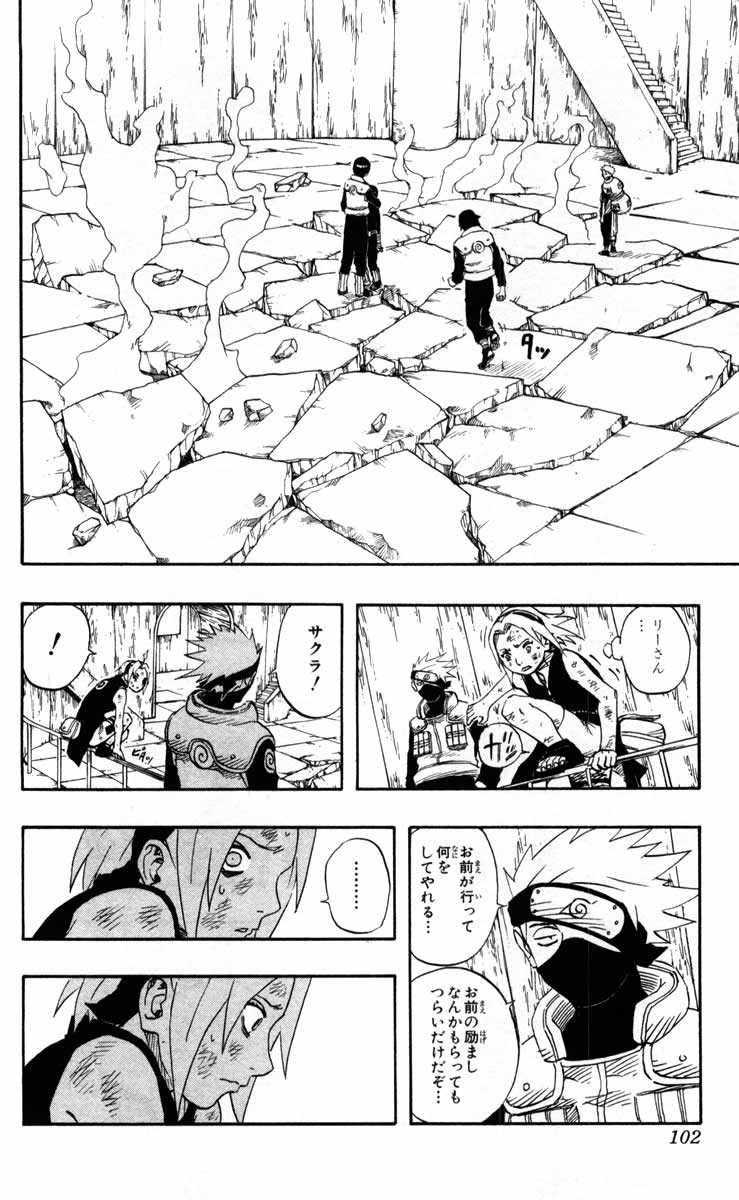 タッ
リーさん
…
ガッ
サクラ！
！
ピタッ
お前が行って
何を
してやれる…
お前の励まし
なんかもらっても
つらいだけだぞ…
………
102